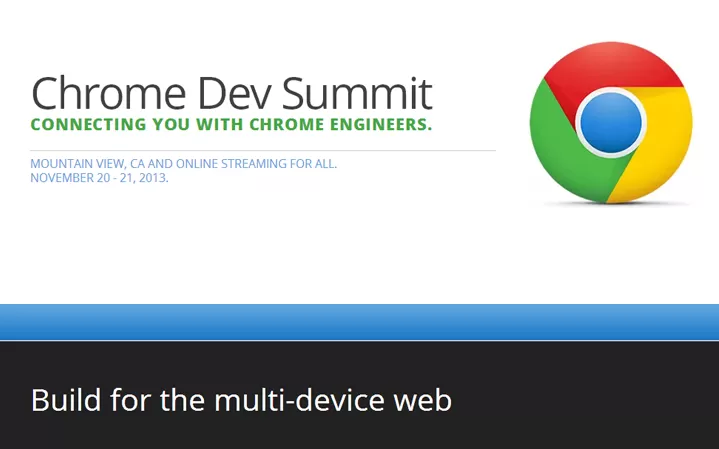 Chrome Dev Summit
CONNECTING YOU WITH CHROME ENGINEERS.
MOUNTAIN VIEW, CA AND ONLINE STREAMING FOR ALL.
NOVEMBER 20 - 21, 2013.
Build for the multi-device web